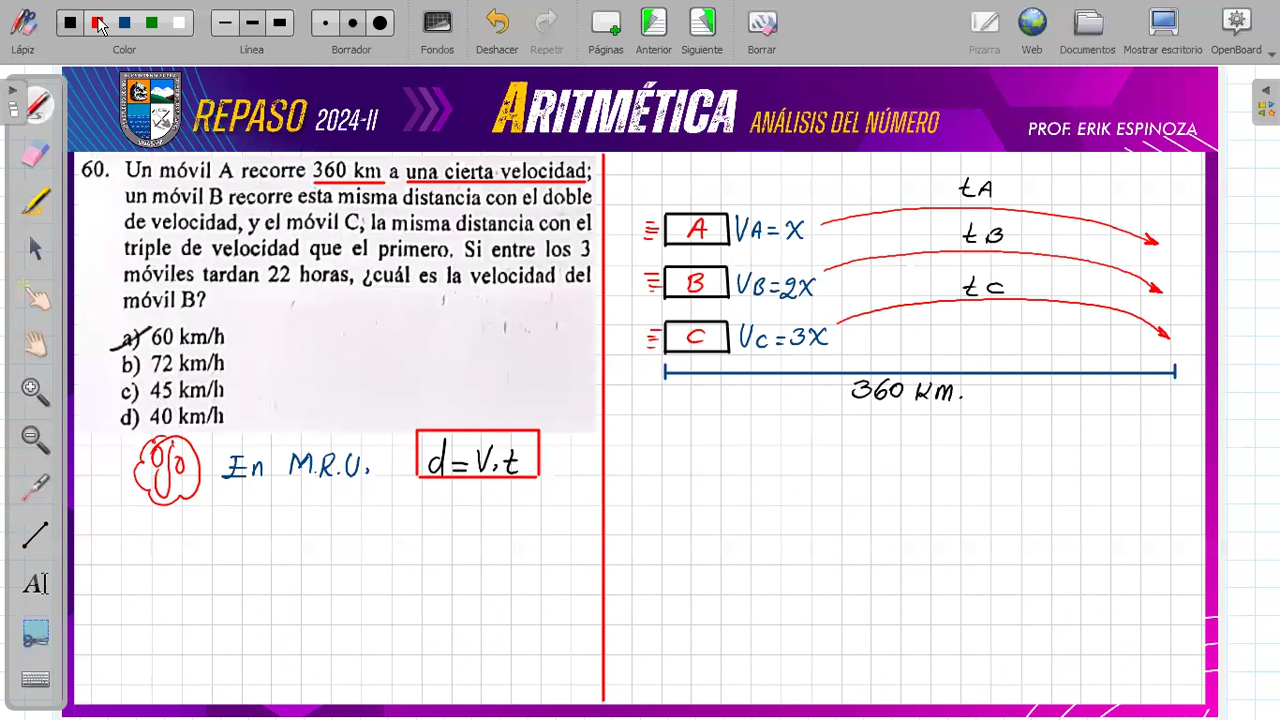 Lápiz
Color
Línea
Borrador
Fondos
Deshacer
Repetir
Páginas
Anterior
Siguiente
Borrar
Pizarra
Web
Documentos
Mostrar escritorio
OpenBoard
REPASO 2024-II
ARITMÉTICA ANÁLISIS DEL NÚMERO
PROF. ERIK ESPINOZA
60. Un móvil A recorre 360 km a una cierta velocidad;
un móvil B recorre esta misma distancia con el doble
de velocidad, y el móvil C, la misma distancia con el
triple de velocidad que el primero. Si entre los 3
móviles tardan 22 horas, ¿cuál es la velocidad del
móvil B?
a) 60 km/h
b) 72 km/h
c) 45 km/h
d) 40 km/h
Ojo En M.R.U. d=V.t
tA
A VA=x
tB
B VB=2x
tC
C VC=3x
360 Km.
AI